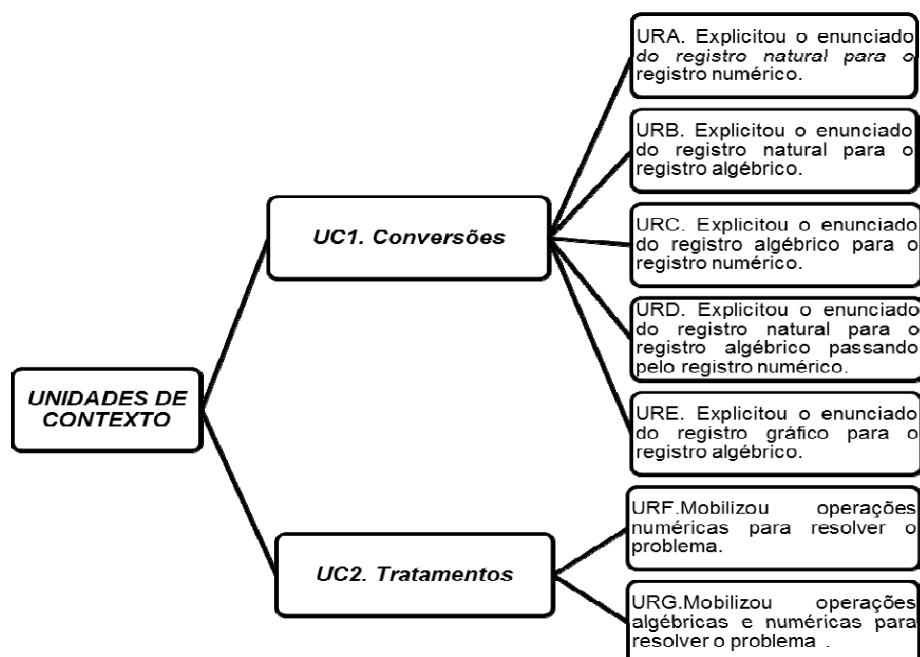 URA. Explicitou o enunciado
do registro natural para o
registro numérico.
URB. Explicitou o enunciado
do registro natural para o
registro algébrico.
UC1. Conversões
URC. Explicitou o enunciado
do registro algébrico para o
registro numérico.
URD. Explicitou o enunciado
do registro natural para o
registro algébrico passando
pelo registro numérico.
UNIDADES DE
CONTEXTO
URE. Explicitou o enunciado
do registro gráfico para o
registro algébrico.
URF.Mobilizou operações
numéricas para resolver o
problema.
UC2. Tratamentos
URG.Mobilizou operações
algébricas e numéricas para
resolver o problema .